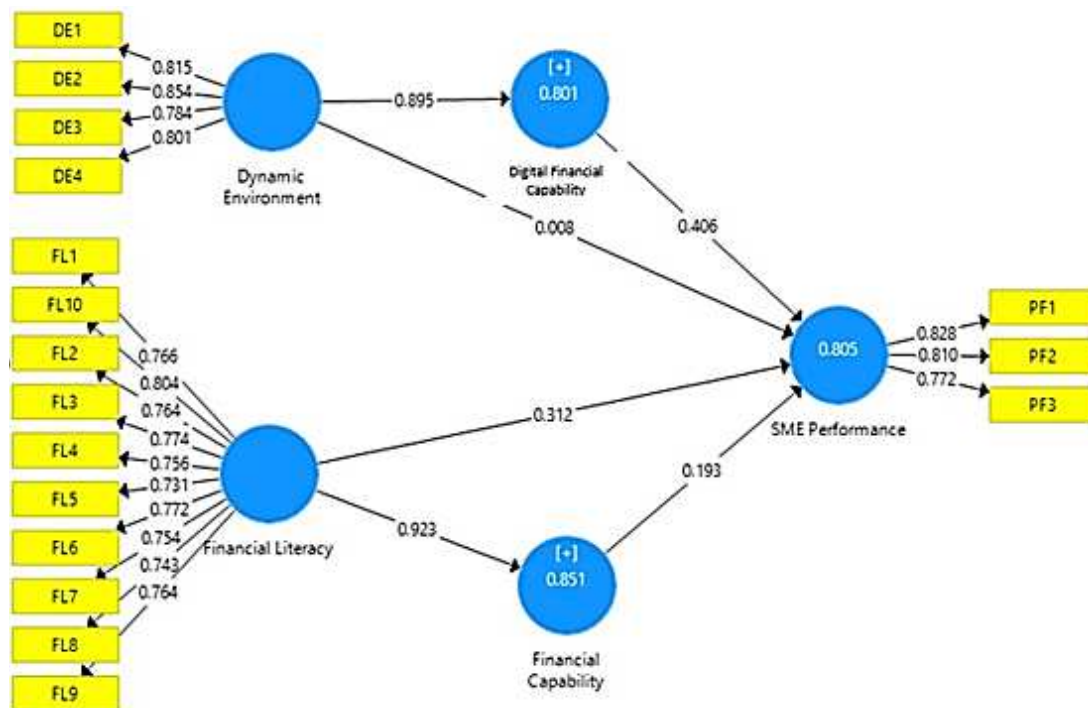 DE1
DE2
DE3
DE4
0.815
0.854
0.784
0.801
Dynamic
Environment
0.895
[+]
0.801
Digital Financial
Capability
0.008
0.406
FL1
FL10
FL2
FL3
FL4
FL5
FL6
FL7
FL8
FL9
0.766
0.804
0.764
0.774
0.756
0.731
0.772
0.754
0.743
0.764
Financial Literacy
0.312
0.923
[+]
0.851
Financial
Capability
0.193
0.805
SME Performance
0.828
0.810
0.772
PF1
PF2
PF3